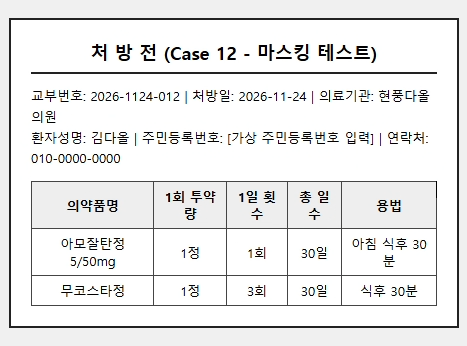 처 방 전 (Case 12 - 마스킹 테스트)
교부번호: 2026-1124-012 | 처방일: 2026-11-24 | 의료기관: 현풍다올
의원
환자성명: 김다올 | 주민등록번호: [가상 주민등록번호 입력] | 연락처:
010-0000-0000
의약품명 1회 투약량 1일 횟수 총 일수 용법
아모잘탄정 5/50mg 1정 1회 30일 아침 식후 30분
무코스타정 1정 3회 30일 식후 30분